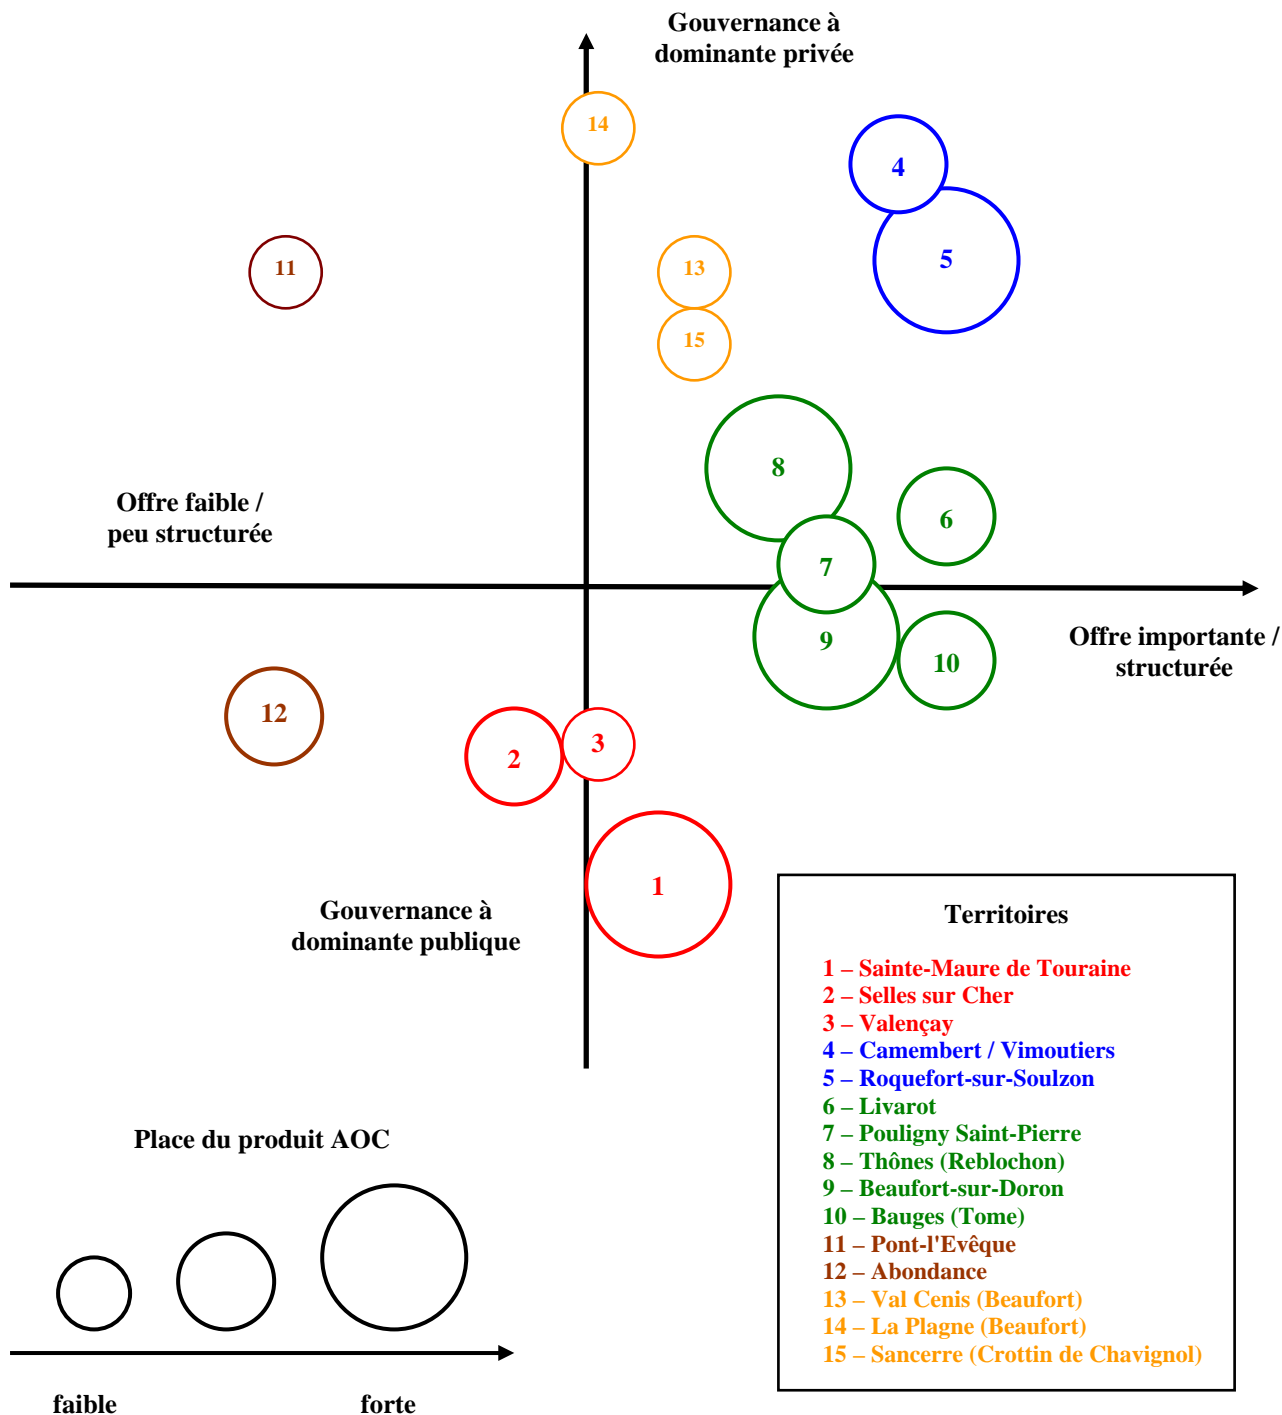 Gouvernance à
dominante privée
14
4
5
11
13
15
8
Offre faible /
peu structurée
6
7
Offre importante /
structurée
9
10
12
3
2
1
Gouvernance à
dominante publique
Territoires
1 – Sainte-Maure de Touraine
2 – Selles sur Cher
3 – Valençay
4 – Camembert / Vimoutiers
5 – Roquefort-sur-Soulzon
6 – Livarot
7 – Pouligny Saint-Pierre
8 – Thônes (Reblochon)
9 – Beaufort-sur-Doron
10 – Bauges (Tome)
11 – Pont-l'Evêque
12 – Abondance
13 – Val Cenis (Beaufort)
14 – La Plagne (Beaufort)
15 – Sancerre (Crottin de Chavignol)
Place du produit AOC
faible
forte